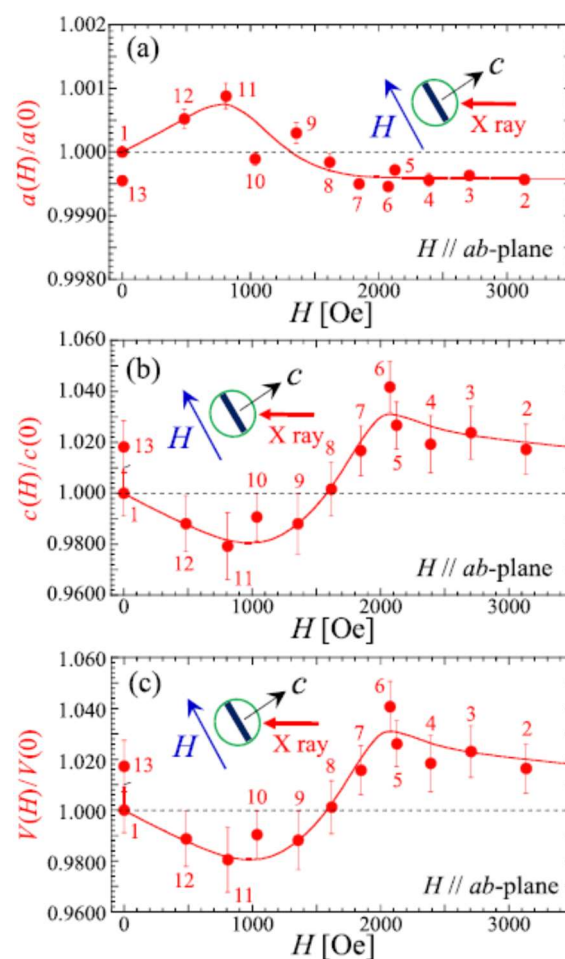 a(H)/a(0)
1.002
1.001
1.000
0.9990
0.9980
(a)
c
H
X ray
1
12
11
9
13
10
8
7
6
5
4
3
2
H // ab-plane
0 1000 2000 3000
H [Oe]
c(H)/c(0)
1.060
1.040
1.020
1.000
0.9800
0.9600
(b)
c
H
X ray
6
4
3
2
7
13
8
10
9
5
1
12
11
H // ab-plane
0 1000 2000 3000
H [Oe]
V(H)/V(0)
1.060
1.040
1.020
1.000
0.9800
0.9600
(c)
c
H
X ray
6
4
3
2
7
13
8
10
9
5
1
12
11
H // ab-plane
0 1000 2000 3000
H [Oe]